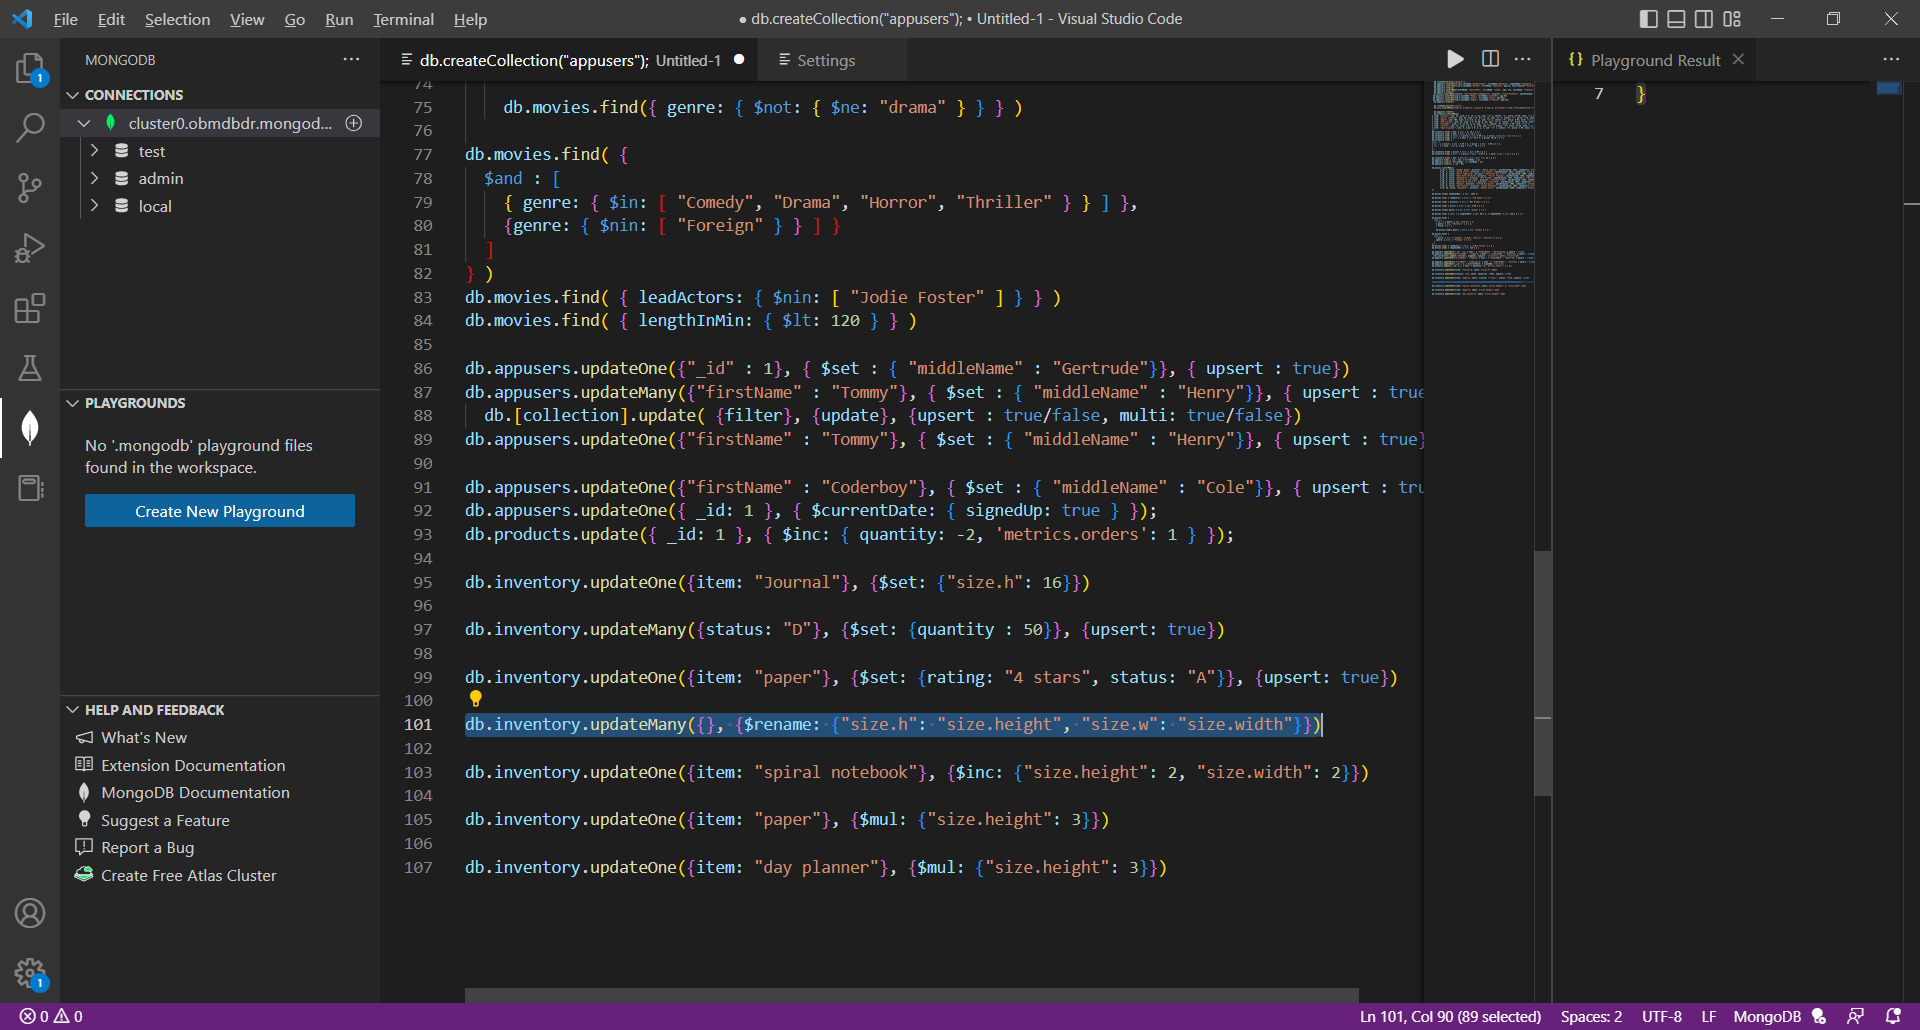 File Edit Selection View Go Run Terminal Help
● db.createCollection("appusers"); • Untitled-1 - Visual Studio Code
MONGODB
db.createCollection("appusers"); Untitled-1
Settings
Playground Result
CONNECTIONS
cluster0.obmdbdr.mongod...
test
admin
local
PLAYGROUNDS
No '.mongodb' playground files
found in the workspace.
Create New Playground
HELP AND FEEDBACK
What's New
Extension Documentation
MongoDB Documentation
Suggest a Feature
Report a Bug
Create Free Atlas Cluster
1
1
74
75 db.movies.find({ genre: { $not: { $ne: "drama" } } } )
76
77 db.movies.find( {
78 $and : [
79 { genre: { $in: [ "Comedy", "Drama", "Horror", "Thriller" } } ] },
80 {genre: { $nin: [ "Foreign" } } ] }
81 ]
82 } )
83 db.movies.find( { leadActors: { $nin: [ "Jodie Foster" ] } } )
84 db.movies.find( { lengthInMin: { $lt: 120 } } )
85
86 db.appusers.updateOne({"_id" : 1}, { $set : { "middleName" : "Gertrude"}}, { upsert : true})
87 db.appusers.updateMany({"firstName" : "Tommy"}, { $set : { "middleName" : "Henry"}}, { upsert : true
88 db.[collection].update( {filter}, {update}, {upsert : true/false, multi: true/false})
89 db.appusers.updateOne({"firstName" : "Tommy"}, { $set : { "middleName" : "Henry"}}, { upsert : true}
90
91 db.appusers.updateOne({"firstName" : "Coderboy"}, { $set : { "middleName" : "Cole"}}, { upsert : tru
92 db.appusers.updateOne({ _id: 1 }, { $currentDate: { signedUp: true } });
93 db.products.update({ _id: 1 }, { $inc: { quantity: -2, 'metrics.orders': 1 } });
94
95 db.inventory.updateOne({item: "Journal"}, {$set: {"size.h": 16}})
96
97 db.inventory.updateMany({status: "D"}, {$set: {quantity : 50}}, {upsert: true})
98
99 db.inventory.updateOne({item: "paper"}, {$set: {rating: "4 stars", status: "A"}}, {upsert: true})
100
101 db.inventory.updateMany({}, {$rename: {"size.h": "size.height", "size.w": "size.width"}})
102
103 db.inventory.updateOne({item: "spiral notebook"}, {$inc: {"size.height": 2, "size.width": 2}})
104
105 db.inventory.updateOne({item: "paper"}, {$mul: {"size.height": 3}})
106
107 db.inventory.updateOne({item: "day planner"}, {$mul: {"size.height": 3}})
7 }
0 0
Ln 101, Col 90 (89 selected) Spaces: 2 UTF-8 LF MongoDB